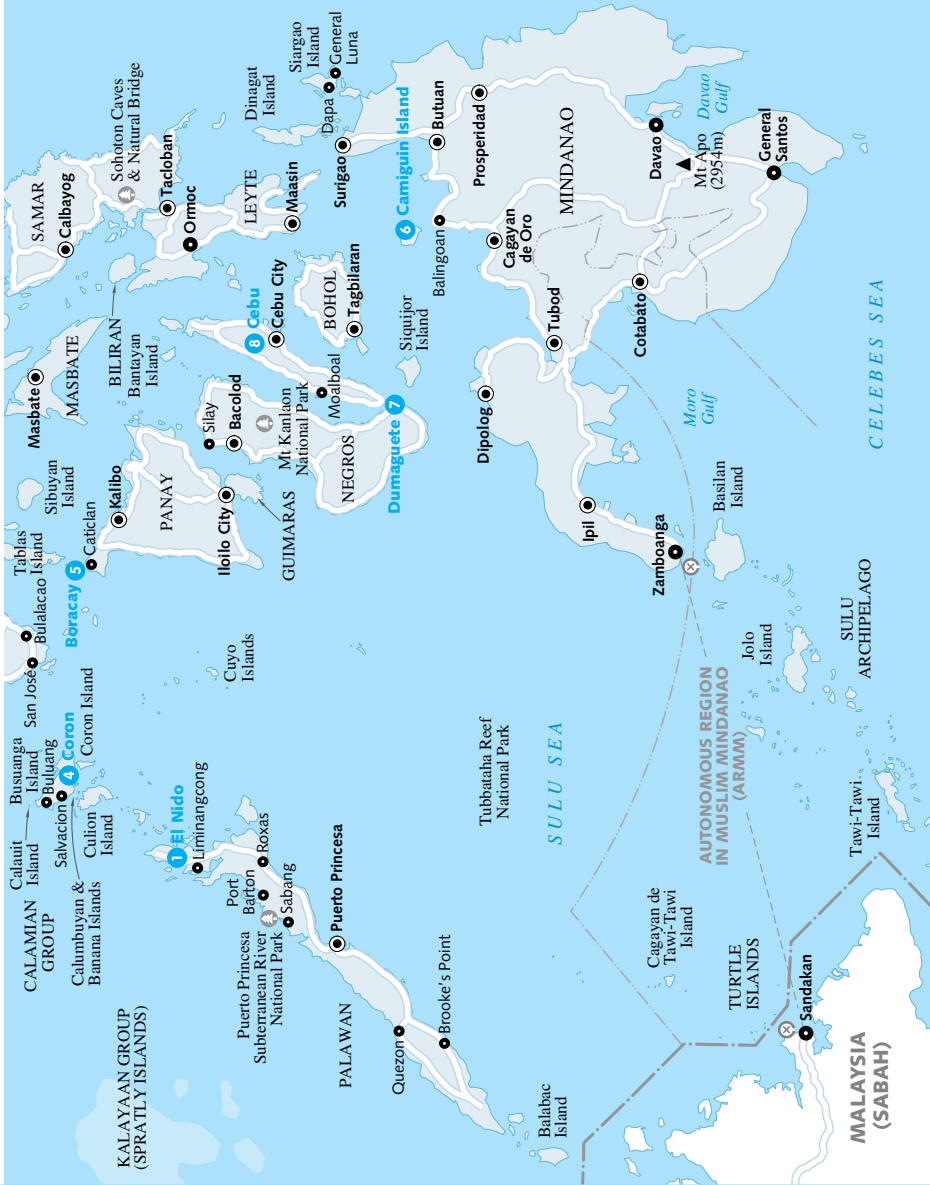 KALAYAAN GROUP
(SPRATLY ISLANDS)
CALAMIAN
GROUP
Calauit
Island
Busuanga
Island
Buluang
Salvacion
4 Coron
Coron Island
Culion
Island
Calumbuyan &
Banana Islands
San José
Bulalacao
Tablas
Island
Sibuyan
Island
Boracay 5
Caticlan
Kalibo
PANAY
Iloilo City
GUIMARAS
Masbate
MASBATE
BILIRAN
Bantayan
Island
SAMAR
Calbayog
Sohoton Caves
& Natural Bridge
Tacloban
Ormoc
LEYTE
Maasin
Dinagat
Island
Siargao
Island
General
Luna
Dapa
Surigao
8 Cebu
Cebu City
BOHOL
Tagbilaran
Silay
Bacolod
Mt Kanlaon
National Park
Moalboal
NEGROS
Dumaguete 7
Siquijor
Island
6 Camiguin Island
Balingoan
Butuan
Prosperidad
Cagayan
de Oro
MINDANAO
Tubod
Dipolog
Davao
Davao
Gulf
Mt Apo
(2954m)
General
Santos
Cotabato
Moro
Gulf
Ipil
Zamboanga
Basilan
Island
CELEBES SEA
1 El Nido
Liminangcong
Roxas
Port
Barton
Sabang
Puerto Princesa
Subterranean River
National Park
Puerto Princesa
PALAWAN
Quezon
Brooke's Point
Balabac
Island
Cuyo
Islands
Tubbataha Reef
National Park
SULU SEA
AUTONOMOUS REGION
IN MUSLIM MINDANAO
(ARMM)
Jolo
Island
SULU
ARCHIPELAGO
Tawi-Tawi
Island
Cagayan de
Tawi-Tawi
Island
TURTLE
ISLANDS
Sandakan
MALAYSIA
(SABAH)